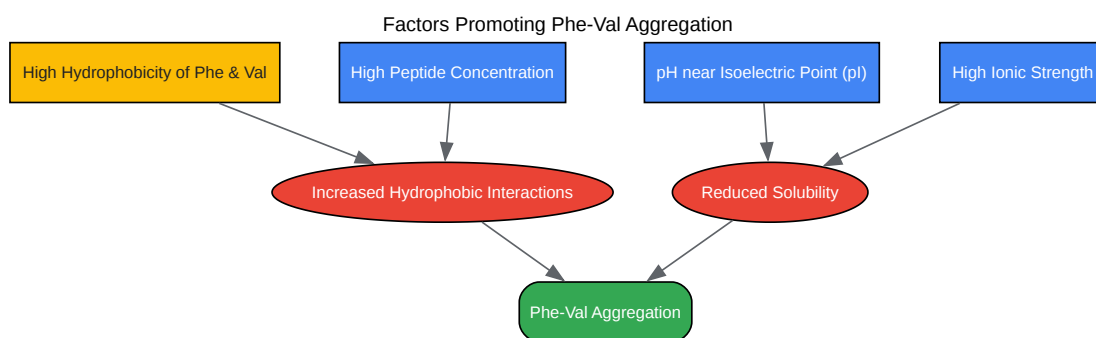 Factors Promoting Phe-Val Aggregation
High Hydrophobicity of Phe & Val
High Peptide Concentration
pH near Isoelectric Point (pI)
High Ionic Strength
Increased Hydrophobic Interactions
Reduced Solubility
Phe-Val Aggregation